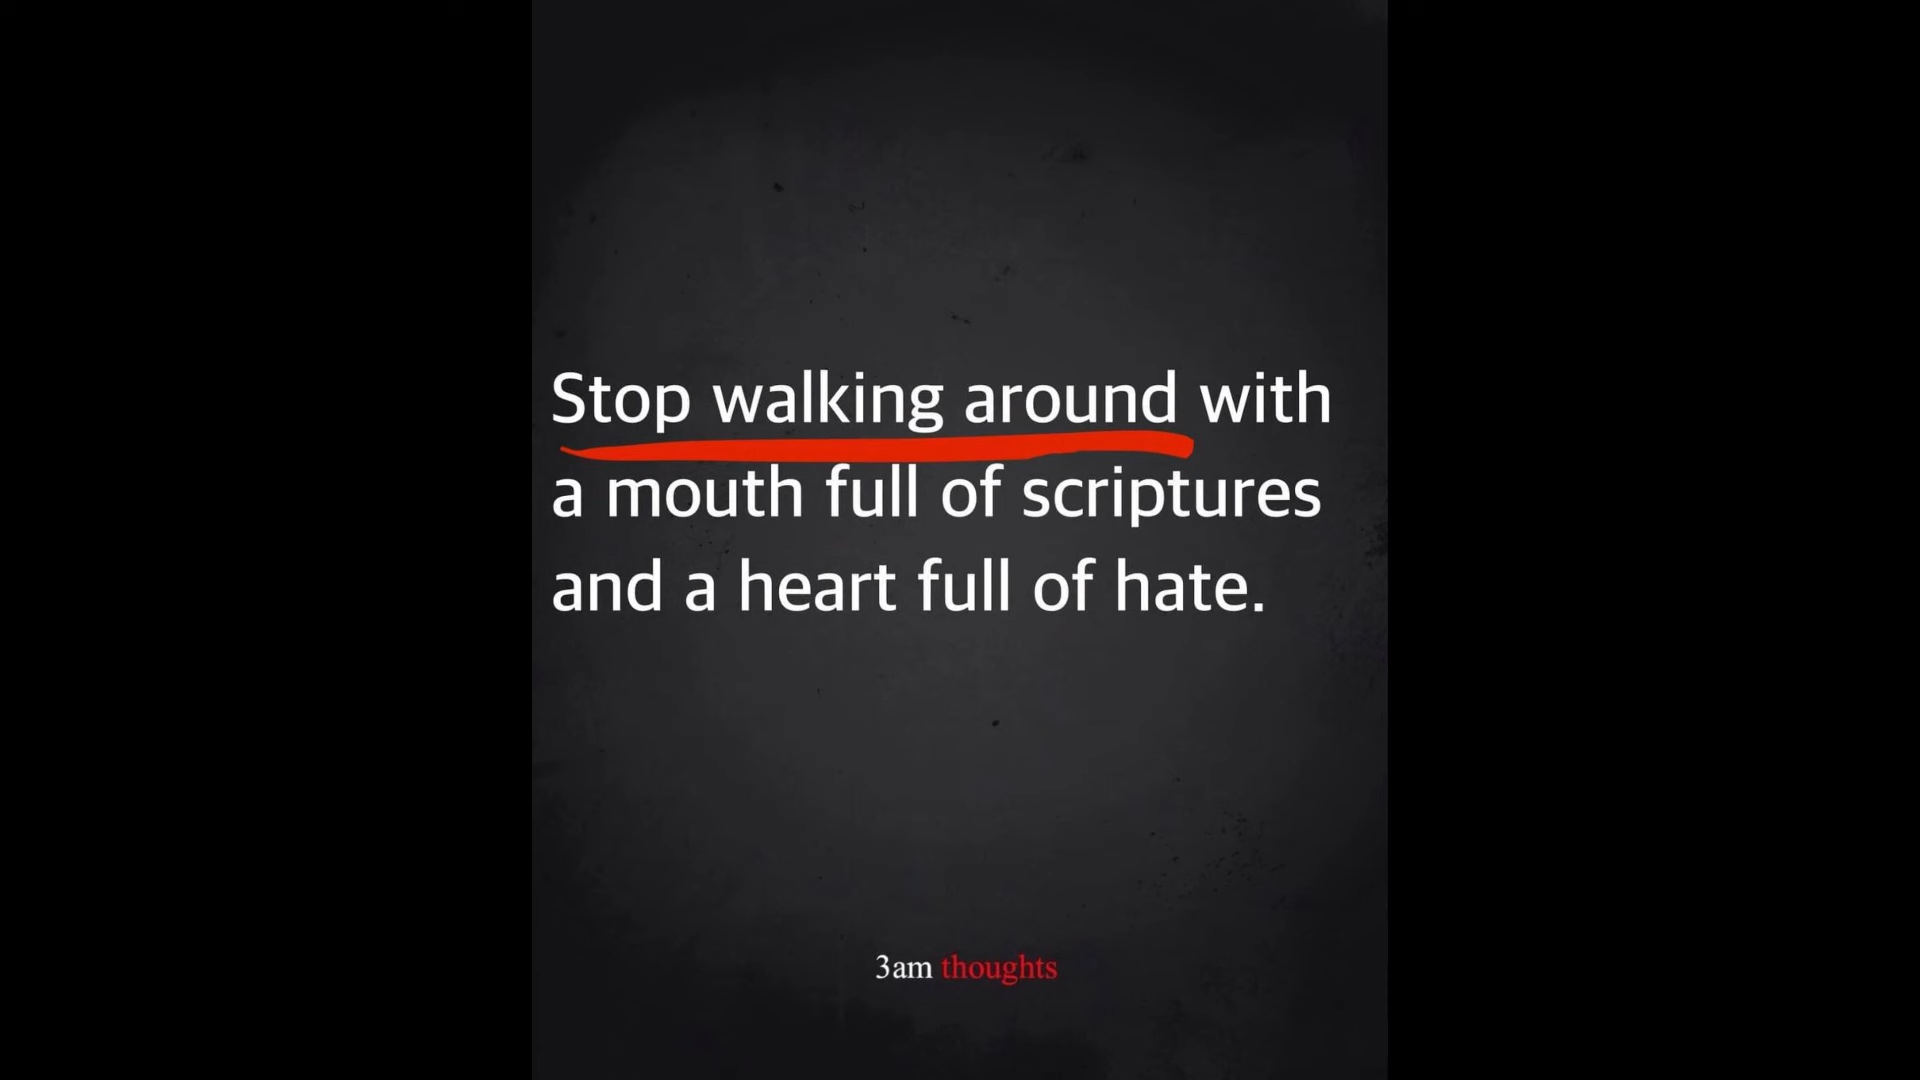 Stop walking around with
a mouth full of scriptures
and a heart full of hate.
3am thoughts